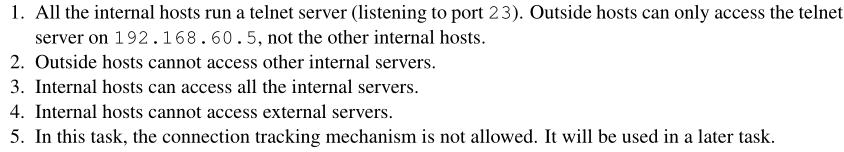 1. All the internal hosts run a telnet server (listening to port 23). Outside hosts can only access the telnet
server on 192.168.60.5, not the other internal hosts.
2. Outside hosts cannot access other internal servers.
3. Internal hosts can access all the internal servers.
4. Internal hosts cannot access external servers.
5. In this task, the connection tracking mechanism is not allowed. It will be used in a later task.